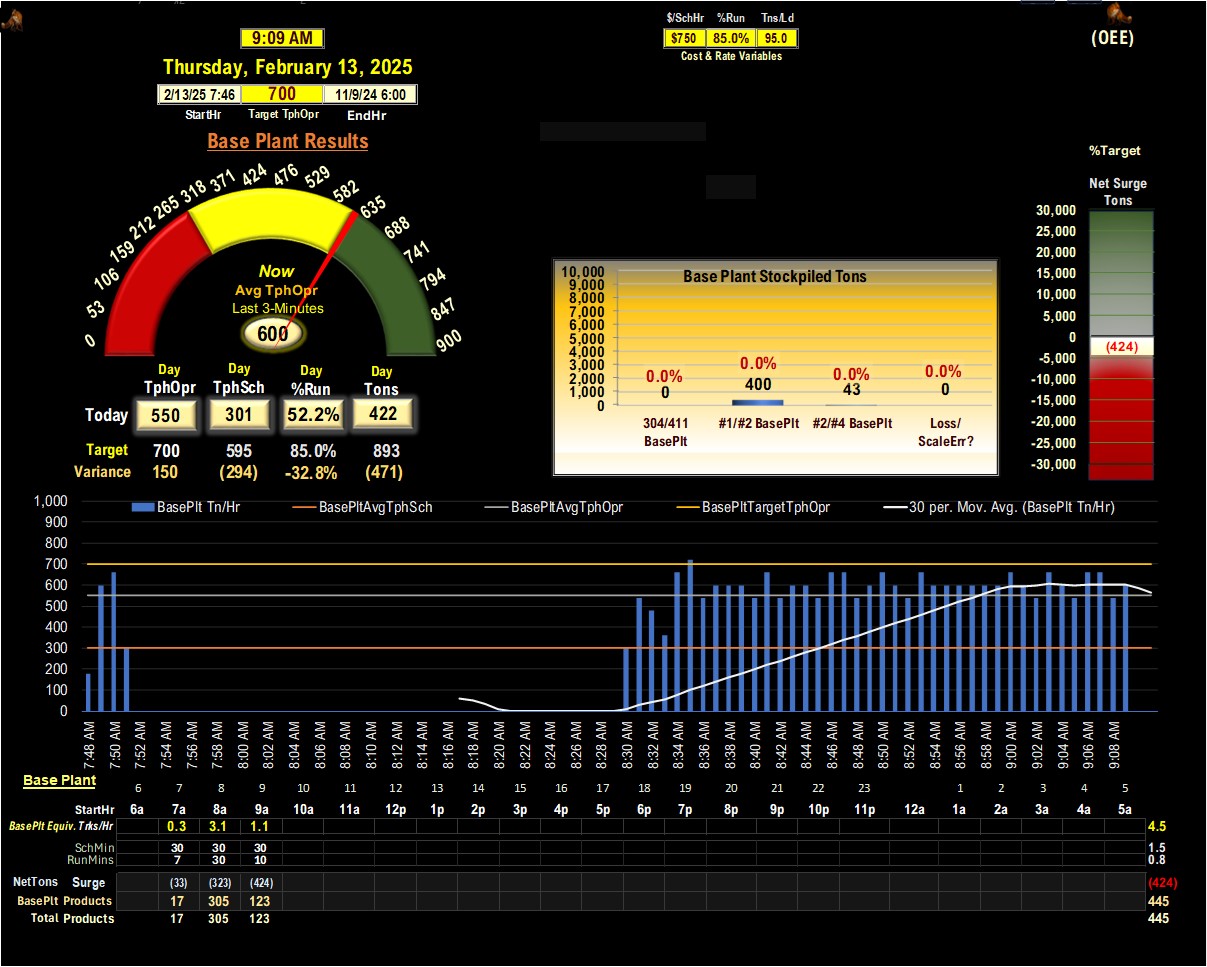 $/SchHr %Run Tns/Ld
9:09 AM
$750 85.0% 95.0
(OEE)
Cost & Rate Variables
Thursday, February 13, 2025
2/13/25 7:46 700 11/9/24 6:00
StartHr Target TphOpr EndHr
Base Plant Results
0 53 106 159 212 265 318 371 424 476 529 582 635 688 741 794 847 900
Now
Avg TphOpr
Last 3-Minutes
600
Day Day Day Day
TphOpr TphSch %Run Tons
Today 550 301 52.2% 422
Target 700 595 85.0% 893
Variance 150 (294) -32.8% (471)
Base Plant Stockpiled Tons
10,000
9,000
8,000
7,000
6,000
5,000
4,000
3,000
2,000
1,000
0
0.0% 0.0% 0.0% 0.0%
0 400 43 0
304/411 #1/#2 BasePlt #2/#4 BasePlt Loss/
BasePlt ScaleErr?
%Target
Net Surge
Tons
30,000
25,000
20,000
15,000
10,000
5,000
0
(424)
-5,000
-10,000
-15,000
-20,000
-25,000
-30,000
BasePlt Tn/Hr BasePltAvgTphSch BasePltAvgTphOpr BasePltTargetTphOpr 30 per. Mov. Avg. (BasePlt Tn/Hr)
1,000
900
800
700
600
500
400
300
200
100
0
7:48 AM 7:50 AM 7:52 AM 7:54 AM 7:56 AM 7:58 AM 8:00 AM 8:02 AM 8:04 AM 8:06 AM 8:08 AM 8:10 AM 8:12 AM 8:14 AM 8:16 AM 8:18 AM 8:20 AM 8:26 AM 8:28 AM 8:30 AM 8:32 AM 8:34 AM 8:36 AM 8:38 AM 8:40 AM 8:42 AM 8:44 AM 8:46 AM 8:48 AM 8:50 AM 8:52 AM 8:54 AM 8:56 AM 8:58 AM 9:00 AM 9:02 AM 9:04 AM 9:06 AM 9:08 AM
Base Plant
6 7 8 9 10 11 12 13 14 15 16 17 18 19 20 21 22 23 1 2 3 4 5
StartHr 6a 7a 8a 9a 10a 11a 12p 1p 2p 3p 4p 5p 6p 7p 8p 9p 10p 11p 12a 1a 2a 3a 4a 5a
BasePlt Equiv. Trks/Hr 0.3 3.1 1.1 4.5
SchMin 30 30 30 1.5
RunMins 7 30 10 0.8
NetTons Surge (33) (323) (424) (424)
BasePlt Products 17 305 123 445
Total Products 17 305 123 445